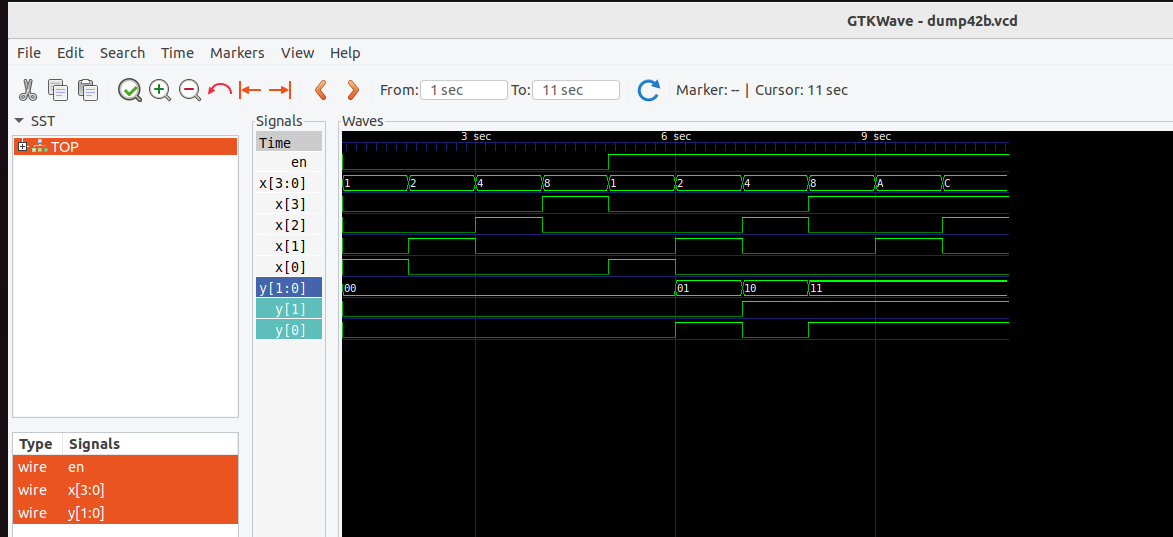 GTKWave - dump42b.vcd
File Edit Search Time Markers View Help
From: 1 sec To: 11 sec Marker: -- | Cursor: 11 sec
SST
TOP
Type Signals
wire en
wire x[3:0]
wire y[1:0]
Signals
Time
en
x[3:0]
x[3]
x[2]
x[1]
x[0]
y[1:0]
y[1]
y[0]
Waves
3 sec 6 sec 9 sec
1 2 4 8 1 2 4 8 A C
00 01 10 11